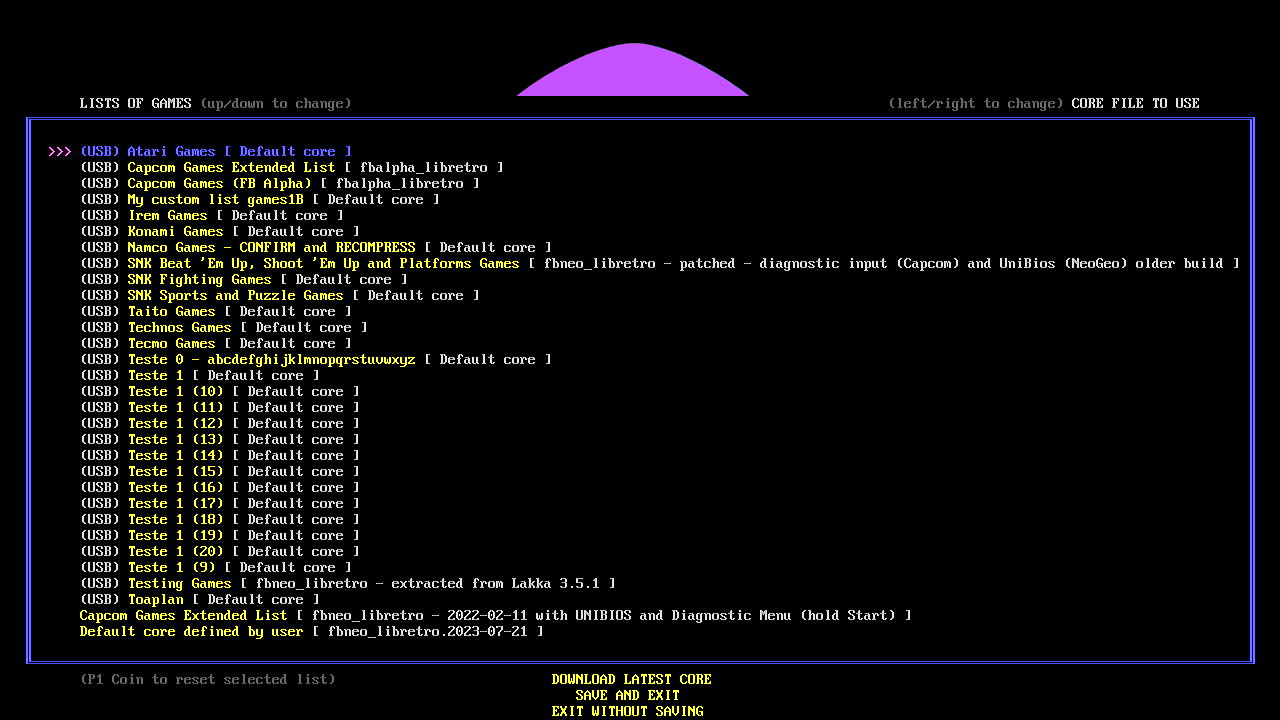 LISTS OF GAMES (up/down to change) (left/right to change) CORE FILE TO USE
>>> (USB) Atari Games [ Default core ]
(USB) Capcom Games Extended List [ fbalpha_libretro ]
(USB) Capcom Games (FB Alpha) [ fbalpha_libretro ]
(USB) My custom list games1B [ Default core ]
(USB) Irem Games [ Default core ]
(USB) Konami Games [ Default core ]
(USB) Namco Games - CONFIRM and RECOMPRESS [ Default core ]
(USB) SNK Beat 'Em Up, Shoot 'Em Up and Platforms Games [ fbneo_libretro - patched - diagnostic input (Capcom) and UniBios (NeoGeo) older build ]
(USB) SNK Fighting Games [ Default core ]
(USB) SNK Sports and Puzzle Games [ Default core ]
(USB) Taito Games [ Default core ]
(USB) Technos Games [ Default core ]
(USB) Tecmo Games [ Default core ]
(USB) Teste 0 - abcdefghijklmnopqrstuvwxyz [ Default core ]
(USB) Teste 1 [ Default core ]
(USB) Teste 1 (10) [ Default core ]
(USB) Teste 1 (11) [ Default core ]
(USB) Teste 1 (12) [ Default core ]
(USB) Teste 1 (13) [ Default core ]
(USB) Teste 1 (14) [ Default core ]
(USB) Teste 1 (15) [ Default core ]
(USB) Teste 1 (16) [ Default core ]
(USB) Teste 1 (17) [ Default core ]
(USB) Teste 1 (18) [ Default core ]
(USB) Teste 1 (19) [ Default core ]
(USB) Teste 1 (20) [ Default core ]
(USB) Teste 1 (9) [ Default core ]
(USB) Testing Games [ fbneo_libretro - extracted from Lakka 3.5.1 ]
(USB) Toaplan [ Default core ]
Capcom Games Extended List [ fbneo_libretro - 2022-02-11 with UNIBIOS and Diagnostic Menu (hold Start) ]
Default core defined by user [ fbneo_libretro.2023-07-21 ]
(P1 Coin to reset selected list) DOWNLOAD LATEST CORE
SAVE AND EXIT
EXIT WITHOUT SAVING